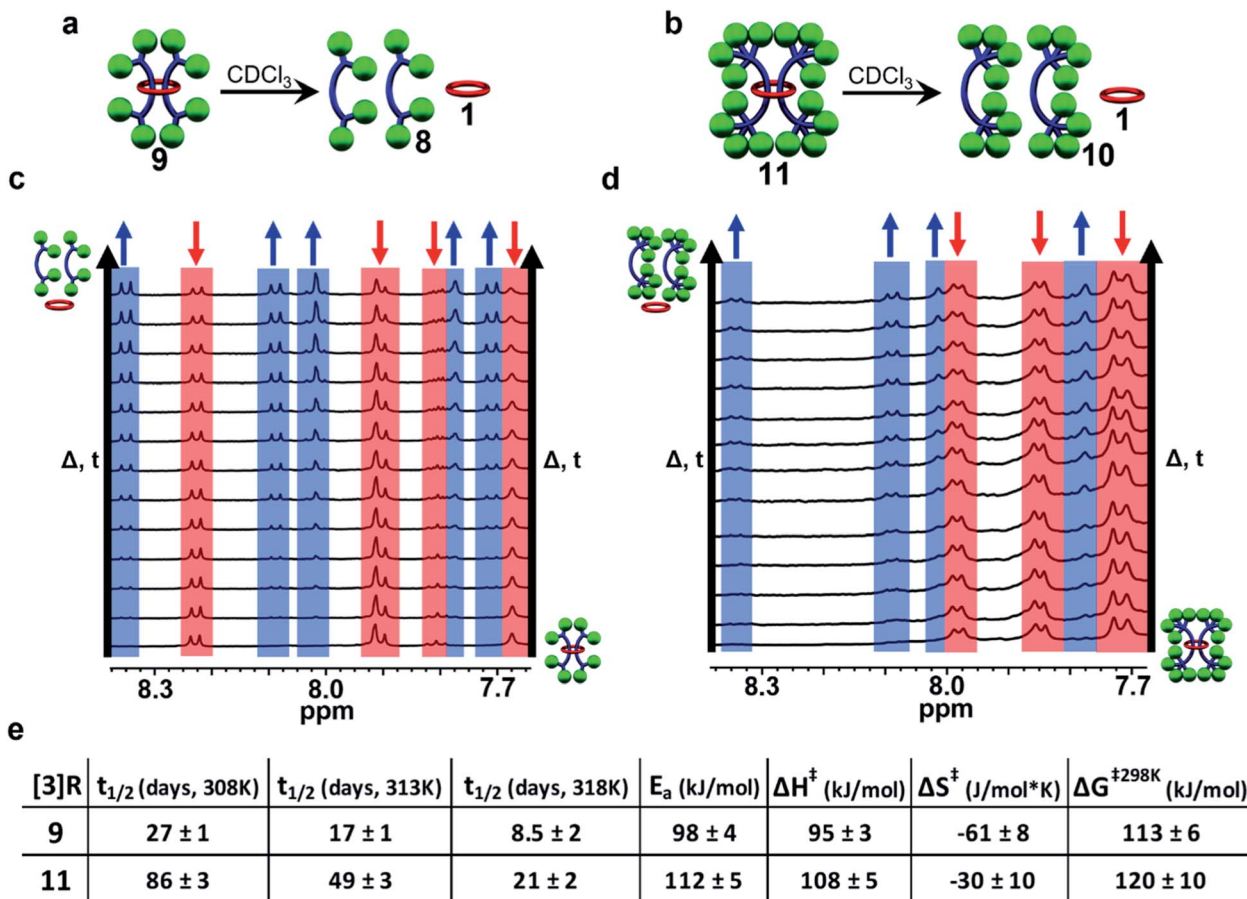 a
CDCl₃
9
8
1
b
CDCl₃
11
10
1
c
Δ, t
Δ, t
8.3 8.0 7.7
ppm
d
Δ, t
Δ, t
8.3 8.0 7.7
ppm
e
[3]R t₁/₂ (days, 308K) t₁/₂ (days, 313K) t₁/₂ (days, 318K) Eₐ (kJ/mol) ΔH‡ (kJ/mol) ΔS‡ (J/mol*K) ΔG‡298K (kJ/mol)
9 27 ± 1 17 ± 1 8.5 ± 2 98 ± 4 95 ± 3 -61 ± 8 113 ± 6
11 86 ± 3 49 ± 3 21 ± 2 112 ± 5 108 ± 5 -30 ± 10 120 ± 10